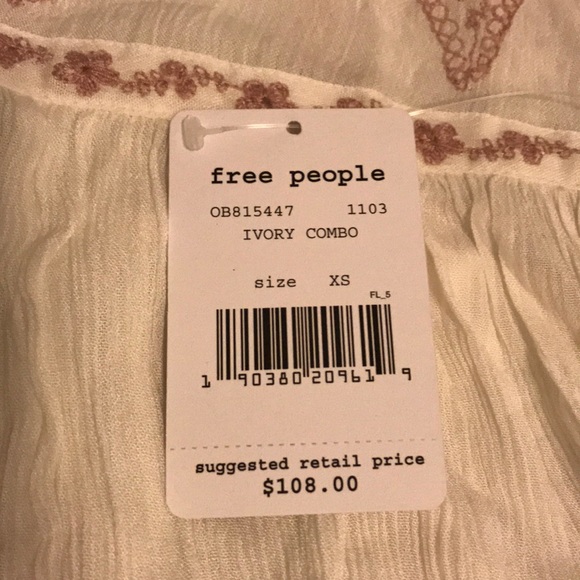 free people
OB815447 1103
IVORY COMBO
size XS
FL_5
1 90380 20961 9
suggested retail price
$108.00